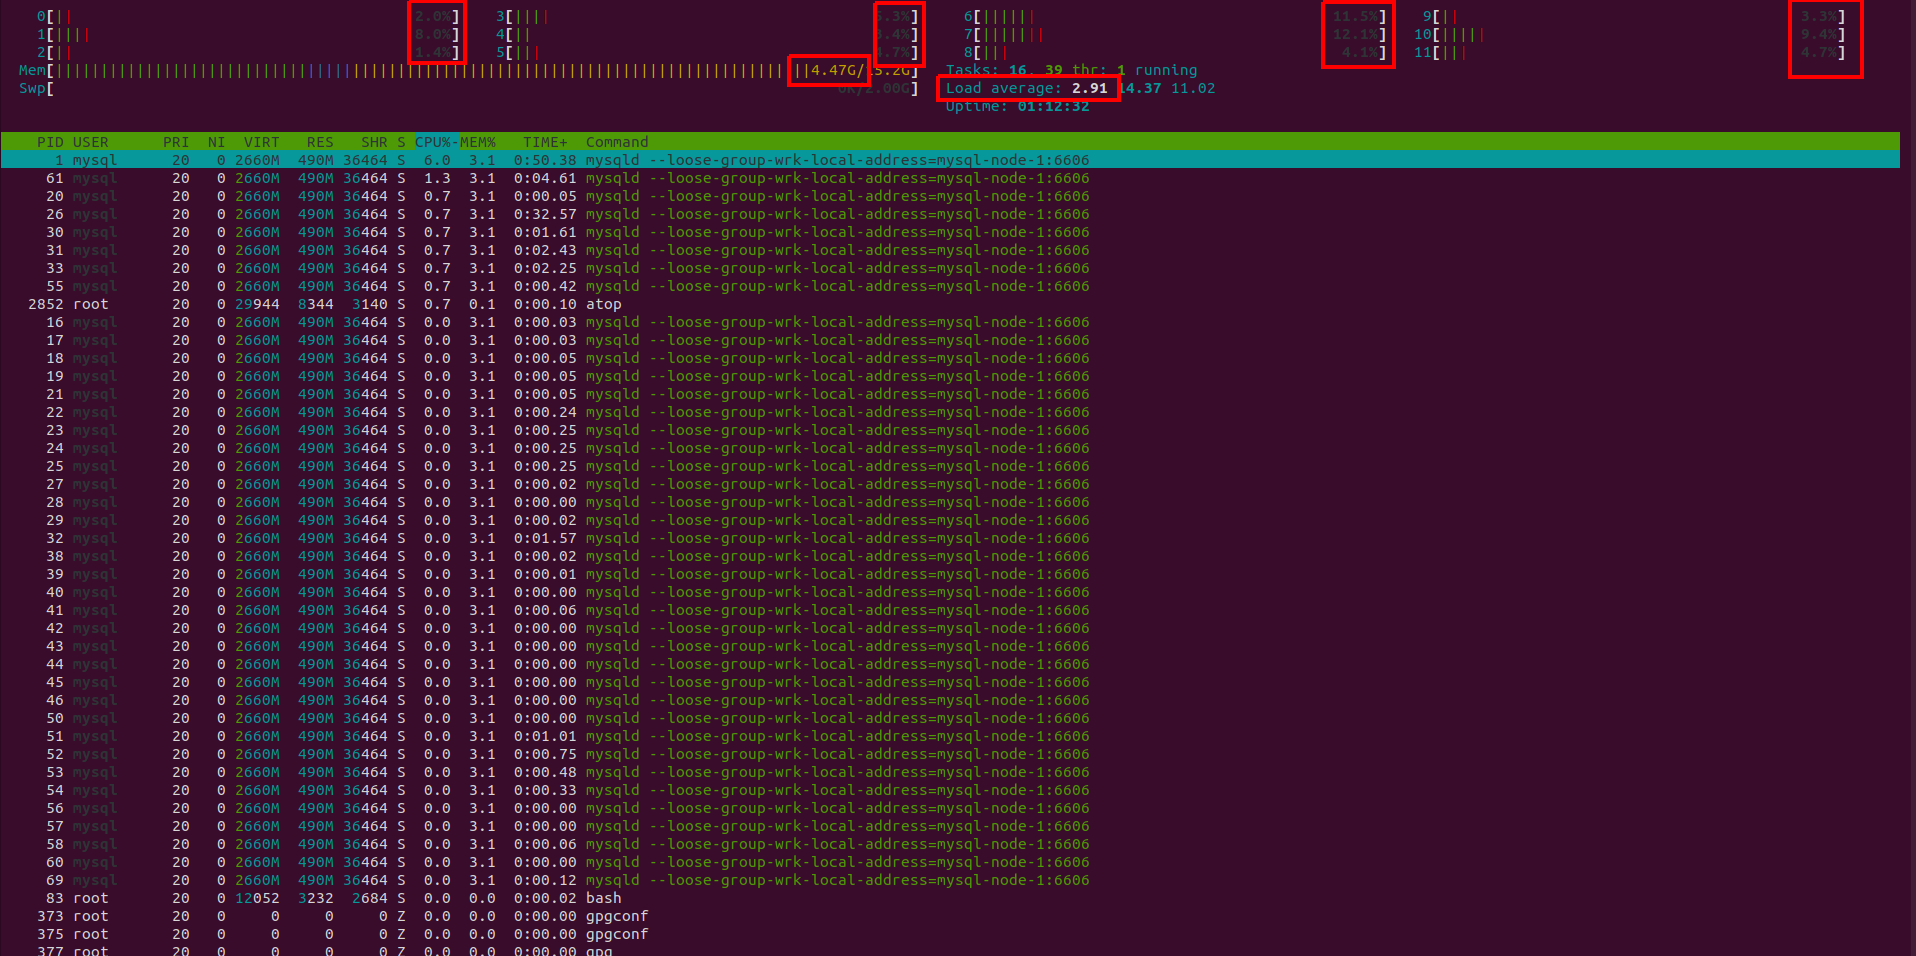 0[|| 2.0%] 3[|||| .3%] 6[|||||| 11.5%] 9[|| 3.3%]
1[|||| 8.0%] 4[|| .4%] 7[||||||| 12.1%] 10[||||| 9.4%]
2[|| 1.4%] 5[||| .7%] 8[||| 4.1%] 11[||| 4.7%]
Mem[||||4.47G/15.2G] Tasks: 16, 39 thr; 1 running
Swp[ 0K/2.00G] Load average: 2.91 14.37 11.02
Uptime: 01:12:32
PID USER PRI NI VIRT RES SHR S CPU%-MEM% TIME+ Command
1 mysql 20 0 2660M 490M 36464 S 6.0 3.1 0:50.38 mysqld --loose-group-wrk-local-address=mysql-node-1:6606
61 mysql 20 0 2660M 490M 36464 S 1.3 3.1 0:04.61 mysqld --loose-group-wrk-local-address=mysql-node-1:6606
20 mysql 20 0 2660M 490M 36464 S 0.7 3.1 0:00.05 mysqld --loose-group-wrk-local-address=mysql-node-1:6606
26 mysql 20 0 2660M 490M 36464 S 0.7 3.1 0:32.57 mysqld --loose-group-wrk-local-address=mysql-node-1:6606
30 mysql 20 0 2660M 490M 36464 S 0.7 3.1 0:01.61 mysqld --loose-group-wrk-local-address=mysql-node-1:6606
31 mysql 20 0 2660M 490M 36464 S 0.7 3.1 0:02.43 mysqld --loose-group-wrk-local-address=mysql-node-1:6606
33 mysql 20 0 2660M 490M 36464 S 0.7 3.1 0:02.25 mysqld --loose-group-wrk-local-address=mysql-node-1:6606
55 mysql 20 0 2660M 490M 36464 S 0.7 3.1 0:00.42 mysqld --loose-group-wrk-local-address=mysql-node-1:6606
2852 root 20 0 29944 8344 3140 S 0.7 0.1 0:00.10 atop
16 mysql 20 0 2660M 490M 36464 S 0.0 3.1 0:00.03 mysqld --loose-group-wrk-local-address=mysql-node-1:6606
17 mysql 20 0 2660M 490M 36464 S 0.0 3.1 0:00.03 mysqld --loose-group-wrk-local-address=mysql-node-1:6606
18 mysql 20 0 2660M 490M 36464 S 0.0 3.1 0:00.05 mysqld --loose-group-wrk-local-address=mysql-node-1:6606
19 mysql 20 0 2660M 490M 36464 S 0.0 3.1 0:00.05 mysqld --loose-group-wrk-local-address=mysql-node-1:6606
21 mysql 20 0 2660M 490M 36464 S 0.0 3.1 0:00.05 mysqld --loose-group-wrk-local-address=mysql-node-1:6606
22 mysql 20 0 2660M 490M 36464 S 0.0 3.1 0:00.24 mysqld --loose-group-wrk-local-address=mysql-node-1:6606
23 mysql 20 0 2660M 490M 36464 S 0.0 3.1 0:00.25 mysqld --loose-group-wrk-local-address=mysql-node-1:6606
24 mysql 20 0 2660M 490M 36464 S 0.0 3.1 0:00.25 mysqld --loose-group-wrk-local-address=mysql-node-1:6606
25 mysql 20 0 2660M 490M 36464 S 0.0 3.1 0:00.25 mysqld --loose-group-wrk-local-address=mysql-node-1:6606
27 mysql 20 0 2660M 490M 36464 S 0.0 3.1 0:00.02 mysqld --loose-group-wrk-local-address=mysql-node-1:6606
28 mysql 20 0 2660M 490M 36464 S 0.0 3.1 0:00.00 mysqld --loose-group-wrk-local-address=mysql-node-1:6606
29 mysql 20 0 2660M 490M 36464 S 0.0 3.1 0:00.02 mysqld --loose-group-wrk-local-address=mysql-node-1:6606
32 mysql 20 0 2660M 490M 36464 S 0.0 3.1 0:01.57 mysqld --loose-group-wrk-local-address=mysql-node-1:6606
38 mysql 20 0 2660M 490M 36464 S 0.0 3.1 0:00.02 mysqld --loose-group-wrk-local-address=mysql-node-1:6606
39 mysql 20 0 2660M 490M 36464 S 0.0 3.1 0:00.01 mysqld --loose-group-wrk-local-address=mysql-node-1:6606
40 mysql 20 0 2660M 490M 36464 S 0.0 3.1 0:00.00 mysqld --loose-group-wrk-local-address=mysql-node-1:6606
41 mysql 20 0 2660M 490M 36464 S 0.0 3.1 0:00.06 mysqld --loose-group-wrk-local-address=mysql-node-1:6606
42 mysql 20 0 2660M 490M 36464 S 0.0 3.1 0:00.00 mysqld --loose-group-wrk-local-address=mysql-node-1:6606
43 mysql 20 0 2660M 490M 36464 S 0.0 3.1 0:00.00 mysqld --loose-group-wrk-local-address=mysql-node-1:6606
44 mysql 20 0 2660M 490M 36464 S 0.0 3.1 0:00.00 mysqld --loose-group-wrk-local-address=mysql-node-1:6606
45 mysql 20 0 2660M 490M 36464 S 0.0 3.1 0:00.00 mysqld --loose-group-wrk-local-address=mysql-node-1:6606
46 mysql 20 0 2660M 490M 36464 S 0.0 3.1 0:00.00 mysqld --loose-group-wrk-local-address=mysql-node-1:6606
50 mysql 20 0 2660M 490M 36464 S 0.0 3.1 0:00.00 mysqld --loose-group-wrk-local-address=mysql-node-1:6606
51 mysql 20 0 2660M 490M 36464 S 0.0 3.1 0:01.01 mysqld --loose-group-wrk-local-address=mysql-node-1:6606
52 mysql 20 0 2660M 490M 36464 S 0.0 3.1 0:00.75 mysqld --loose-group-wrk-local-address=mysql-node-1:6606
53 mysql 20 0 2660M 490M 36464 S 0.0 3.1 0:00.48 mysqld --loose-group-wrk-local-address=mysql-node-1:6606
54 mysql 20 0 2660M 490M 36464 S 0.0 3.1 0:00.33 mysqld --loose-group-wrk-local-address=mysql-node-1:6606
56 mysql 20 0 2660M 490M 36464 S 0.0 3.1 0:00.00 mysqld --loose-group-wrk-local-address=mysql-node-1:6606
57 mysql 20 0 2660M 490M 36464 S 0.0 3.1 0:00.00 mysqld --loose-group-wrk-local-address=mysql-node-1:6606
58 mysql 20 0 2660M 490M 36464 S 0.0 3.1 0:00.06 mysqld --loose-group-wrk-local-address=mysql-node-1:6606
60 mysql 20 0 2660M 490M 36464 S 0.0 3.1 0:00.00 mysqld --loose-group-wrk-local-address=mysql-node-1:6606
69 mysql 20 0 2660M 490M 36464 S 0.0 3.1 0:00.12 mysqld --loose-group-wrk-local-address=mysql-node-1:6606
83 root 20 0 12052 3232 2684 S 0.0 0.0 0:00.02 bash
373 root 20 0 0 0 0 Z 0.0 0.0 0:00.00 gpgconf
375 root 20 0 0 0 0 Z 0.0 0.0 0:00.00 gpgconf
377 root 20 0 0 0 0 Z 0.0 0.0 0:00.00 gpg